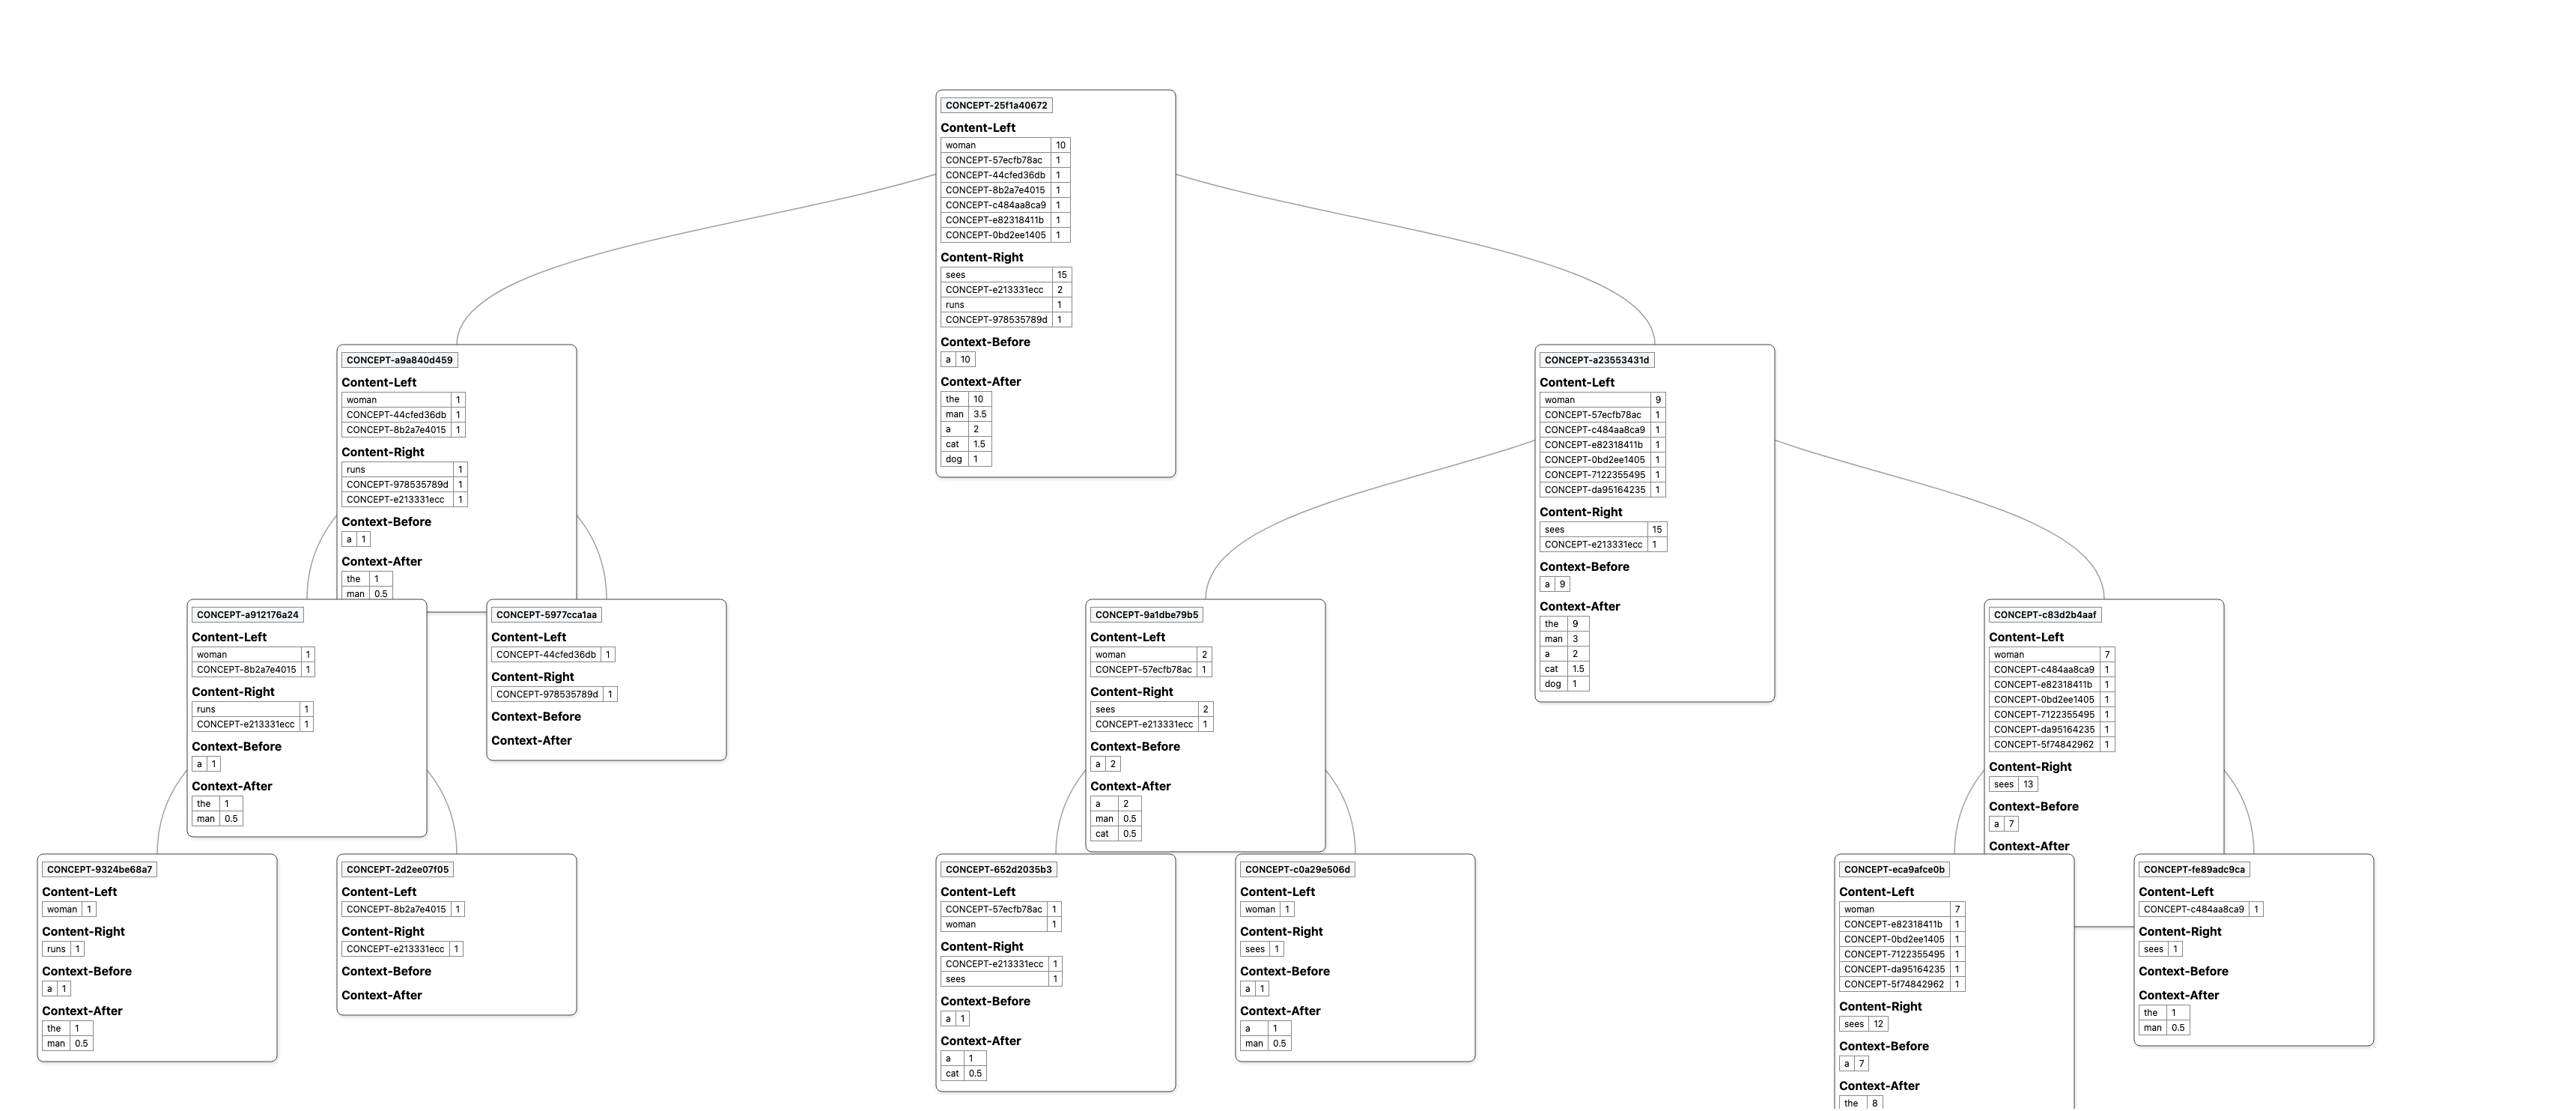 CONCEPT-25f1a40672
Content-Left
woman 10
CONCEPT-57ecfb78ac 1
CONCEPT-44cfed36db 1
CONCEPT-8b2a7e4015 1
CONCEPT-c484aa8ca9 1
CONCEPT-e82318411b 1
CONCEPT-0bd2ee1405 1
Content-Right
sees 15
CONCEPT-e213331ecc 2
runs 1
CONCEPT-978535789d 1
Context-Before
a 10
Context-After
the 10
man 3.5
a 2
cat 1.5
dog 1
CONCEPT-a9a840d459
Content-Left
woman 1
CONCEPT-44cfed36db 1
CONCEPT-8b2a7e4015 1
Content-Right
runs 1
CONCEPT-978535789d 1
CONCEPT-e213331ecc 1
Context-Before
a 1
Context-After
the 1
man 0.5
CONCEPT-a23553431d
Content-Left
woman 9
CONCEPT-57ecfb78ac 1
CONCEPT-c484aa8ca9 1
CONCEPT-e82318411b 1
CONCEPT-0bd2ee1405 1
CONCEPT-7122355495 1
CONCEPT-da95164235 1
Content-Right
sees 15
CONCEPT-e213331ecc 1
Context-Before
a 9
Context-After
the 9
man 3
a 2
cat 1.5
dog 1
CONCEPT-a912176a24
Content-Left
woman 1
CONCEPT-8b2a7e4015 1
Content-Right
runs 1
CONCEPT-e213331ecc 1
Context-Before
a 1
Context-After
the 1
man 0.5
CONCEPT-5977cca1aa
Content-Left
CONCEPT-44cfed36db 1
Content-Right
CONCEPT-978535789d 1
Context-Before
Context-After
CONCEPT-9a1dbe79b5
Content-Left
woman 2
CONCEPT-57ecfb78ac 1
Content-Right
sees 2
CONCEPT-e213331ecc 1
Context-Before
a 2
Context-After
a 2
man 0.5
cat 0.5
CONCEPT-c83d2b4aaf
Content-Left
woman 7
CONCEPT-c484aa8ca9 1
CONCEPT-e82318411b 1
CONCEPT-0bd2ee1405 1
CONCEPT-7122355495 1
CONCEPT-da95164235 1
CONCEPT-5f74842962 1
Content-Right
sees 13
Context-Before
a 7
Context-After
CONCEPT-9324be68a7
Content-Left
woman 1
Content-Right
runs 1
Context-Before
a 1
Context-After
the 1
man 0.5
CONCEPT-2d2ee07f05
Content-Left
CONCEPT-8b2a7e4015 1
Content-Right
CONCEPT-e213331ecc 1
Context-Before
Context-After
CONCEPT-652d2035b3
Content-Left
CONCEPT-57ecfb78ac 1
woman 1
Content-Right
CONCEPT-e213331ecc 1
sees 1
Context-Before
a 1
Context-After
a 1
cat 0.5
CONCEPT-c0a29e506d
Content-Left
woman 1
Content-Right
sees 1
Context-Before
a 1
Context-After
a 1
man 0.5
CONCEPT-eca9afce0b
Content-Left
woman 7
CONCEPT-e82318411b 1
CONCEPT-0bd2ee1405 1
CONCEPT-7122355495 1
CONCEPT-da95164235 1
CONCEPT-5f74842962 1
Content-Right
sees 12
Context-Before
a 7
Context-After
the 8
CONCEPT-fe89adc9ca
Content-Left
CONCEPT-c484aa8ca9 1
Content-Right
sees 1
Context-Before
Context-After
the 1
man 0.5